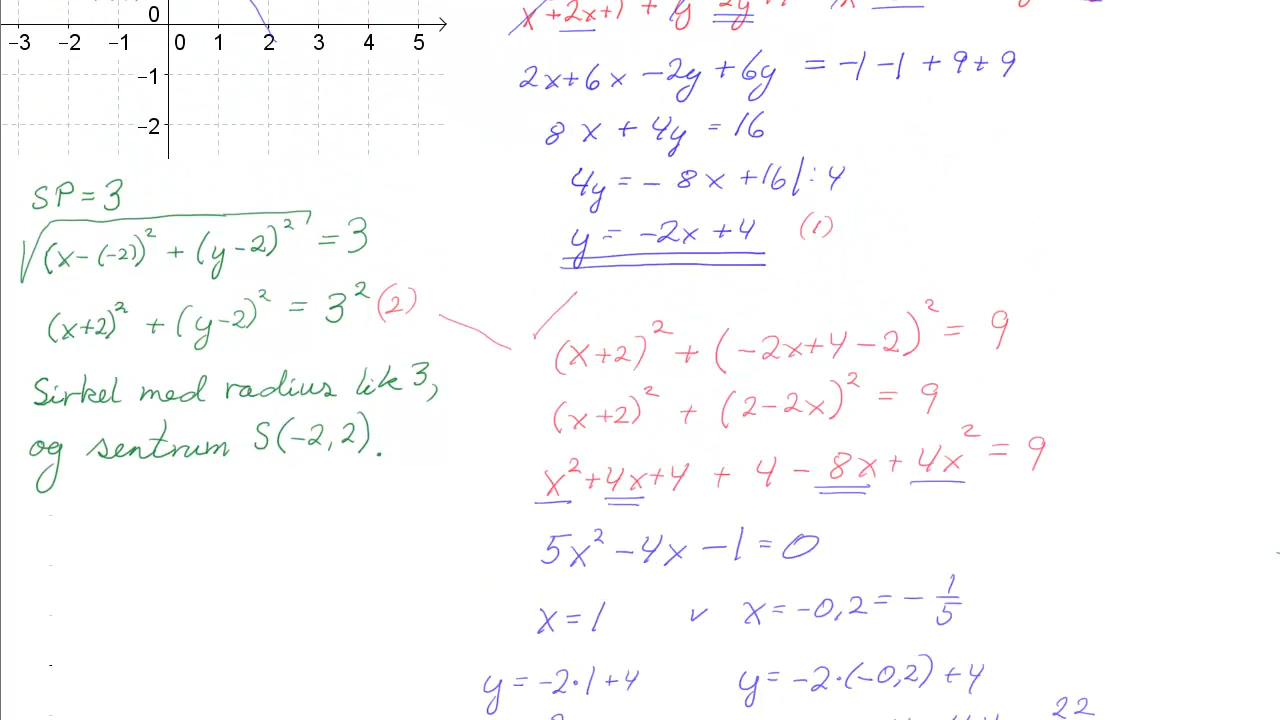 0
−3 −2 −1 0 1 2 3 4 5
−1
−2
SP = 3
√((x-(-2))² + (y-2)²) = 3
(x+2)² + (y-2)² = 3² (2)
Sirkel med radius lik 3,
og sentrum S(-2,2).
2x+6x -2y+6y = -1-1+9+9
8x + 4y = 16
4y = -8x+16 |:4
y = -2x+4 (1)
(x+2)² + (-2x+4-2)² = 9
(x+2)² + (2-2x)² = 9
x²+4x+4 + 4 - 8x + 4x² = 9
5x² -4x -1 = 0
x = 1 v x = -0,2 = -1/5
y = -2·1+4 y = -2·(-0,2)+4
22